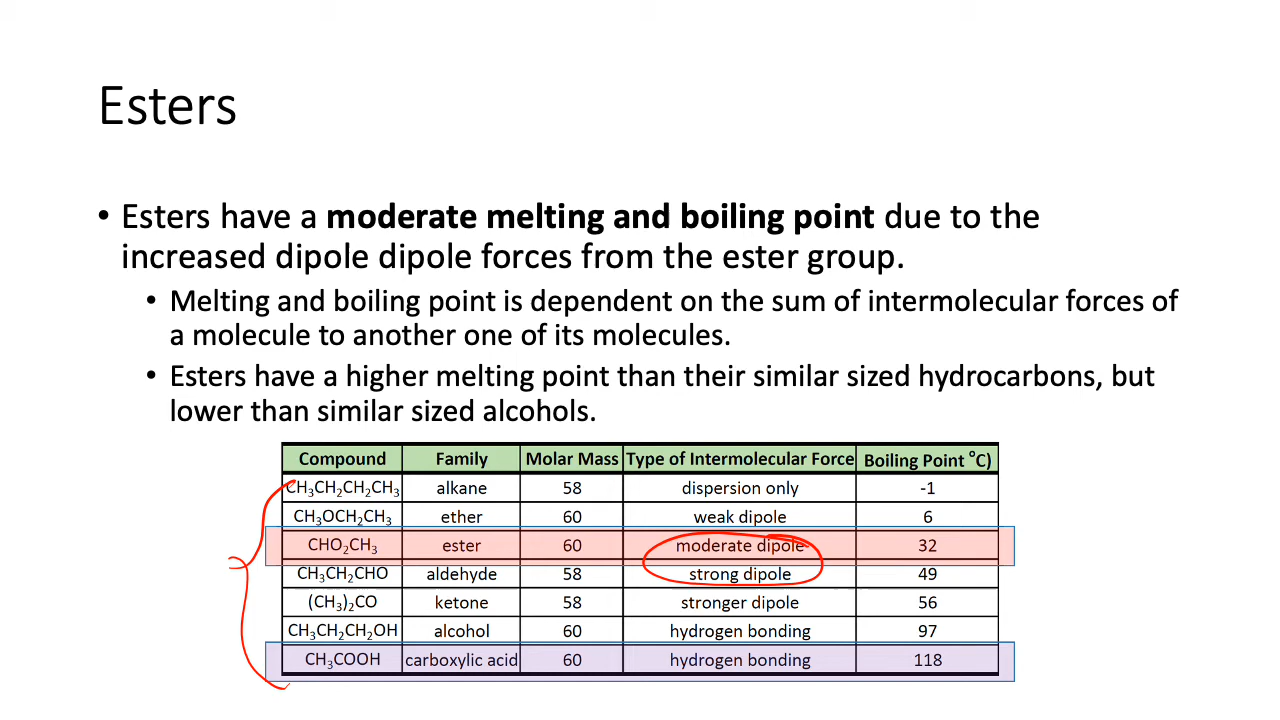 Esters
• Esters have a moderate melting and boiling point due to the
increased dipole dipole forces from the ester group.
• Melting and boiling point is dependent on the sum of intermolecular forces of
a molecule to another one of its molecules.
• Esters have a higher melting point than their similar sized hydrocarbons, but
lower than similar sized alcohols.
Compound Family Molar Mass Type of Intermolecular Force Boiling Point °C)
CH₃CH₂CH₂CH₃ alkane 58 dispersion only -1
CH₃OCH₂CH₃ ether 60 weak dipole 6
CHO₂CH₃ ester 60 moderate dipole 32
CH₃CH₂CHO aldehyde 58 strong dipole 49
(CH₃)₂CO ketone 58 stronger dipole 56
CH₃CH₂CH₂OH alcohol 60 hydrogen bonding 97
CH₃COOH carboxylic acid 60 hydrogen bonding 118